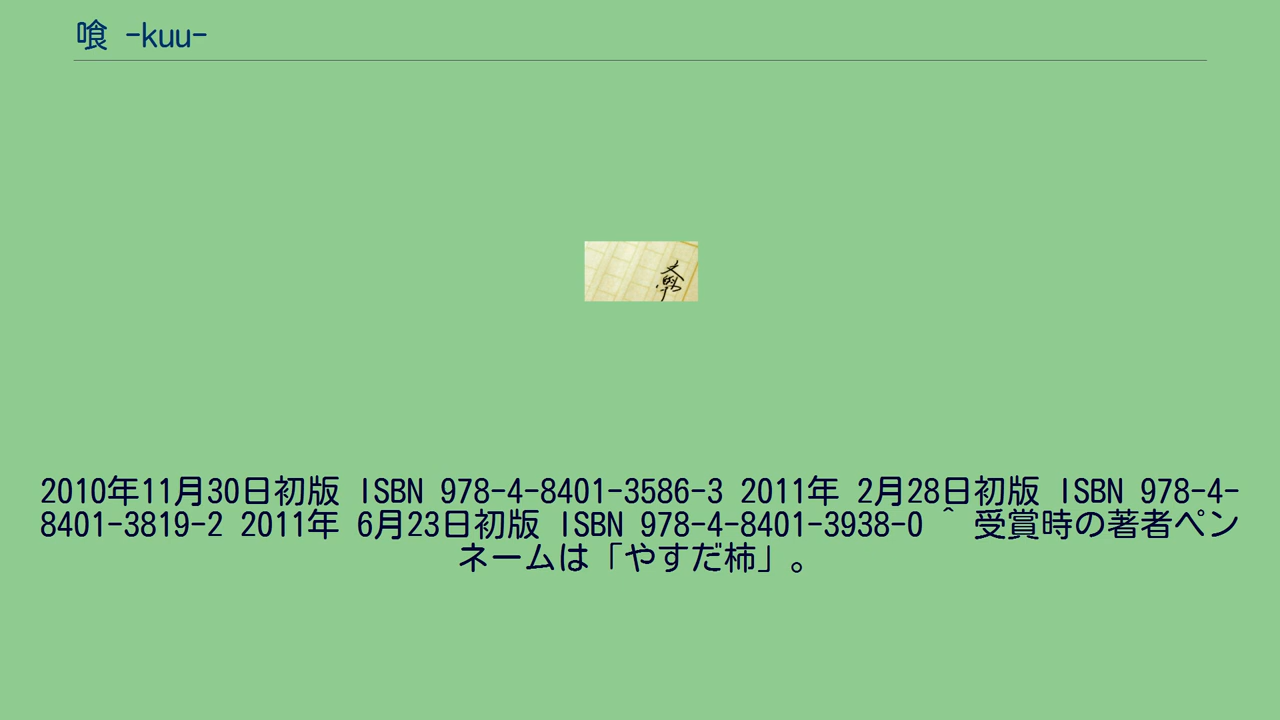 喰 -kuu-
2010年11月30日初版 ISBN 978-4-8401-3586-3 2011年 2月28日初版 ISBN 978-4-
8401-3819-2 2011年 6月23日初版 ISBN 978-4-8401-3938-0 ^ 受賞時の著者ペン
ネームは「やすだ柿」。